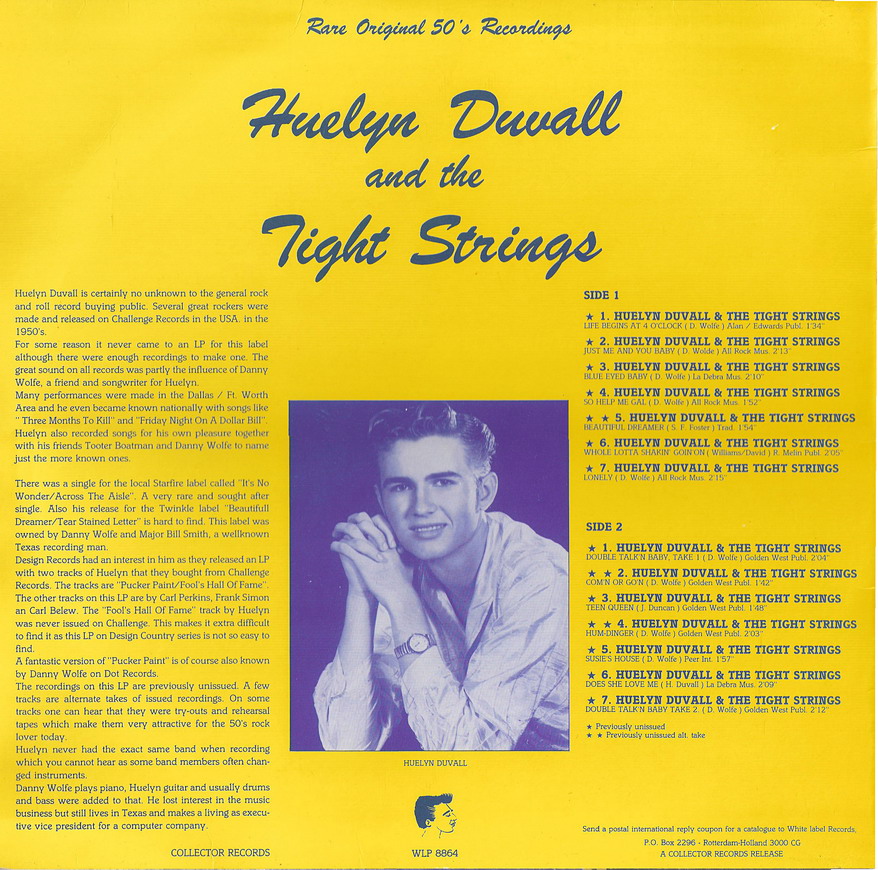 Rare Original 50's Recordings
Huelyn Duvall
and the
Tight Strings
Huelyn Duvall is certainly no unknown to the general rock
and roll record buying public. Several great rockers were
made and released on Challenge Records in the USA. in the
1950's.
For some reason it never came to an LP for this label
although there were enough recordings to make one. The
great sound on all records was partly the influence of Danny
Wolfe, a friend and songwriter for Huelyn.
Many performances were made in the Dallas / Ft. Worth
Area and he even became known nationally with songs like
"Three Months To Kill" and "Friday Night On A Dollar Bill".
Huelyn also recorded songs for his own pleasure together
with his friends Tooter Boatman and Danny Wolfe to name
just the more known ones.
There was a single for the local Starfire label called "It's No
Wonder/Across The Aisle". A very rare and sought after
single. Also his release for the Twinkle label "Beautifull
Dreamer/Tear Stained Letter" is hard to find. This label was
owned by Danny Wolfe and Major Bill Smith, a wellknown
Texas recording man.
Design Records had an interest in him as they released an LP
with two tracks of Huelyn that they bought from Challenge
Records. The tracks are "Pucker Paint/Fool's Hall Of Fame".
The other tracks on this LP are by Carl Perkins, Frank Simon
an Carl Belew. The "Fool's Hall Of Fame" track by Huelyn
was never issued on Challenge. This makes it extra difficult
to find it as this LP on Design Country series is not so easy to
find.
A fantastic version of "Pucker Paint" is of course also known
by Danny Wolfe on Dot Records.
The recordings on this LP are previously unissued. A few
tracks are alternate takes of issued recordings. On some
tracks one can hear that they were try-outs and rehearsal
tapes which make them very attractive for the 50's rock
lover today.
Huelyn never had the exact same band when recording
which you cannot hear as some band members often chan-
ged instruments.
Danny Wolfe plays piano, Huelyn guitar and usually drums
and bass were added to that. He lost interest in the music
business but still lives in Texas and makes a living as execu-
tive vice president for a computer company.
COLLECTOR RECORDS
HUELYN DUVALL
WLP 8864
SIDE 1
★ 1. HUELYN DUVALL & THE TIGHT STRINGS
LIFE BEGINS AT 4 O'CLOCK ( D. Wolfe ) Alan / Edwards Publ. 1'34"
★ 2. HUELYN DUVALL & THE TIGHT STRINGS
JUST ME AND YOU BABY ( D. Wolde ) All Rock Mus. 2'13"
★ 3. HUELYN DUVALL & THE TIGHT STRINGS
BLUE EYED BABY ( D. Wolfe ) La Debra Mus. 2'10"
★ 4. HUELYN DUVALL & THE TIGHT STRINGS
SO HELP ME GAL ( D. Wolfe ) All Rock Mus. 1'52"
★ ★ 5. HUELYN DUVALL & THE TIGHT STRINGS
BEAUTIFUL DREAMER ( S. F. Foster ) Trad. 1'54"
★ 6. HUELYN DUVALL & THE TIGHT STRINGS
WHOLE LOTTA SHAKIN' GOIN'ON ( Williams/David ) R. Melin Publ. 2'05"
★ 7. HUELYN DUVALL & THE TIGHT STRINGS
LONELY ( D. Wolfe ) All Rock Mus. 2'15"
SIDE 2
★ 1. HUELYN DUVALL & THE TIGHT STRINGS
DOUBLE TALK'N BABY, TAKE 1 ( D. Wolfe ) Golden West Publ. 2'04"
★ ★ 2. HUELYN DUVALL & THE TIGHT STRINGS
COM'N OR GO'N ( D. Wolfe ) Golden West Publ. 1'42"
★ 3. HUELYN DUVALL & THE TIGHT STRINGS
TEEN QUEEN ( J. Duncan ) Golden West Publ. 1'48"
★ ★ 4. HUELYN DUVALL & THE TIGHT STRINGS
HUM-DINGER ( D. Wolfe ) Golden West Publ. 2'03"
★ 5. HUELYN DUVALL & THE TIGHT STRINGS
SUSIE'S HOUSE ( D. Wolfe ) Peer Int. 1'57"
★ 6. HUELYN DUVALL & THE TIGHT STRINGS
DOES SHE LOVE ME ( H. Duvall ) La Debra Mus. 2'09"
★ 7. HUELYN DUVALL & THE TIGHT STRINGS
DOUBLE TALK'N BABY TAKE 2. ( D. Wolfe ) Golden West Publ. 2'12"
★ Previously unissued
★ ★ Previously unissued alt. take
Send a postal international reply coupon for a catalogue to White label Records,
P.O. Box 2296 - Rotterdam-Holland 3000 CG
A COLLECTOR RECORDS RELEASE